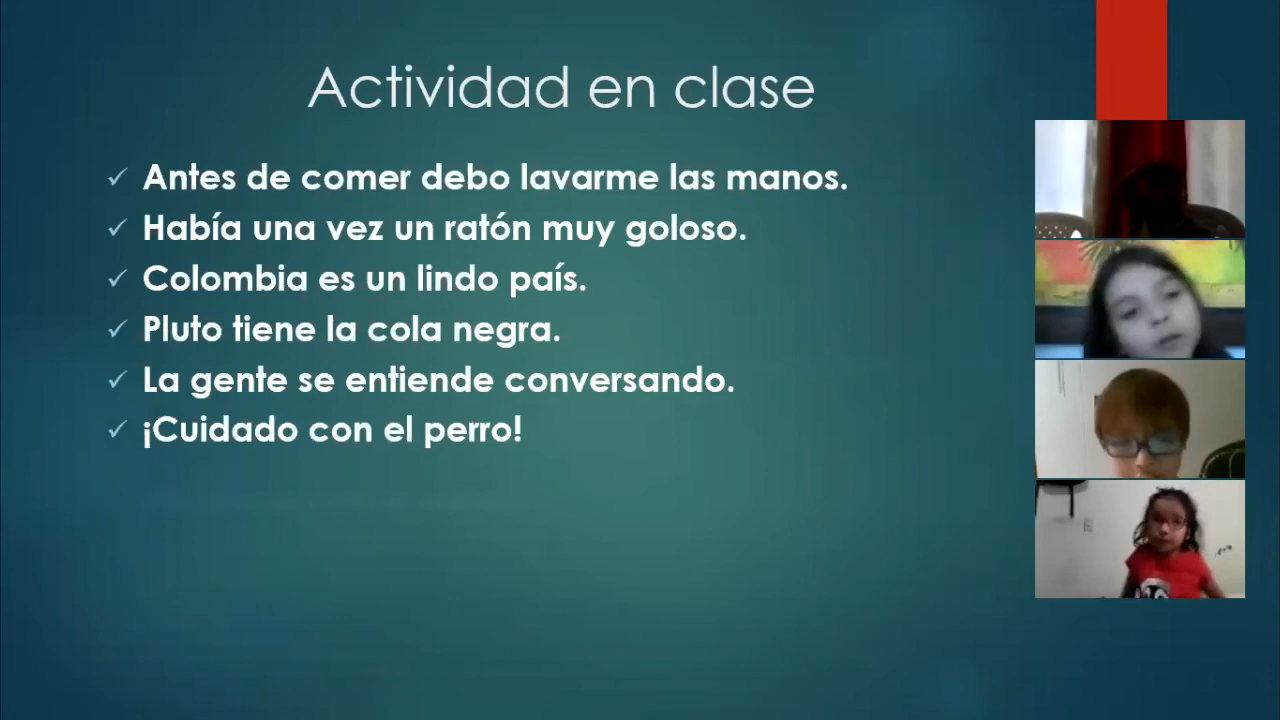 Actividad en clase
Antes de comer debo lavarme las manos.
Había una vez un ratón muy goloso.
Colombia es un lindo país.
Pluto tiene la cola negra.
La gente se entiende conversando.
¡Cuidado con el perro!